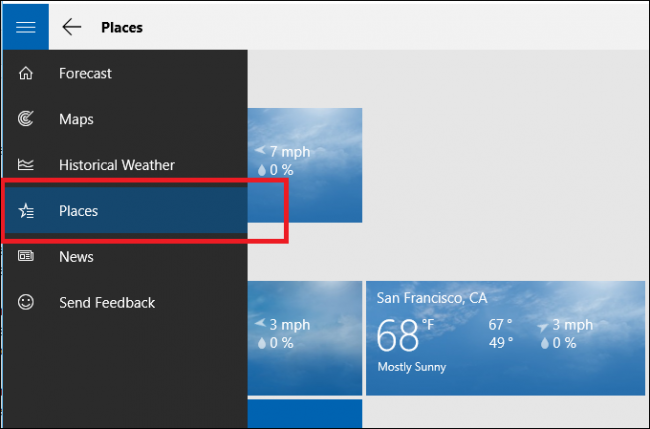 Places
Forecast
Maps
Historical Weather
Places
News
Send Feedback
7 mph
0 %
3 mph
0 %
San Francisco, CA
68 °F
67 °
49 °
3 mph
0 %
Mostly Sunny